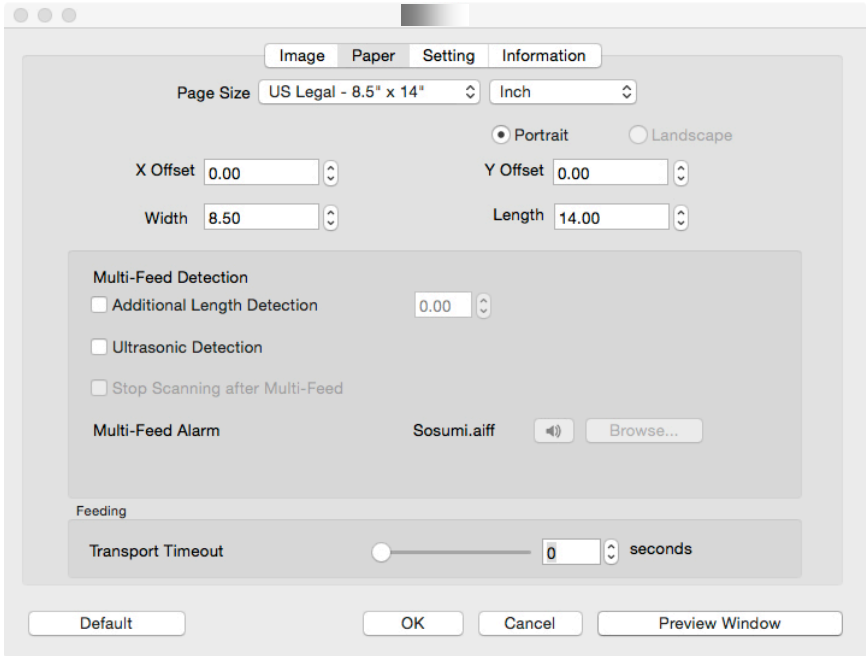 Image Paper Setting Information
Page Size US Legal - 8.5" x 14" Inch
Portrait Landscape
X Offset 0.00 Y Offset 0.00
Width 8.50 Length 14.00
Multi-Feed Detection
Additional Length Detection 0.00
Ultrasonic Detection
Stop Scanning after Multi-Feed
Multi-Feed Alarm Sosumi.aiff Browse...
Feeding
Transport Timeout 0 seconds
Default OK Cancel Preview Window